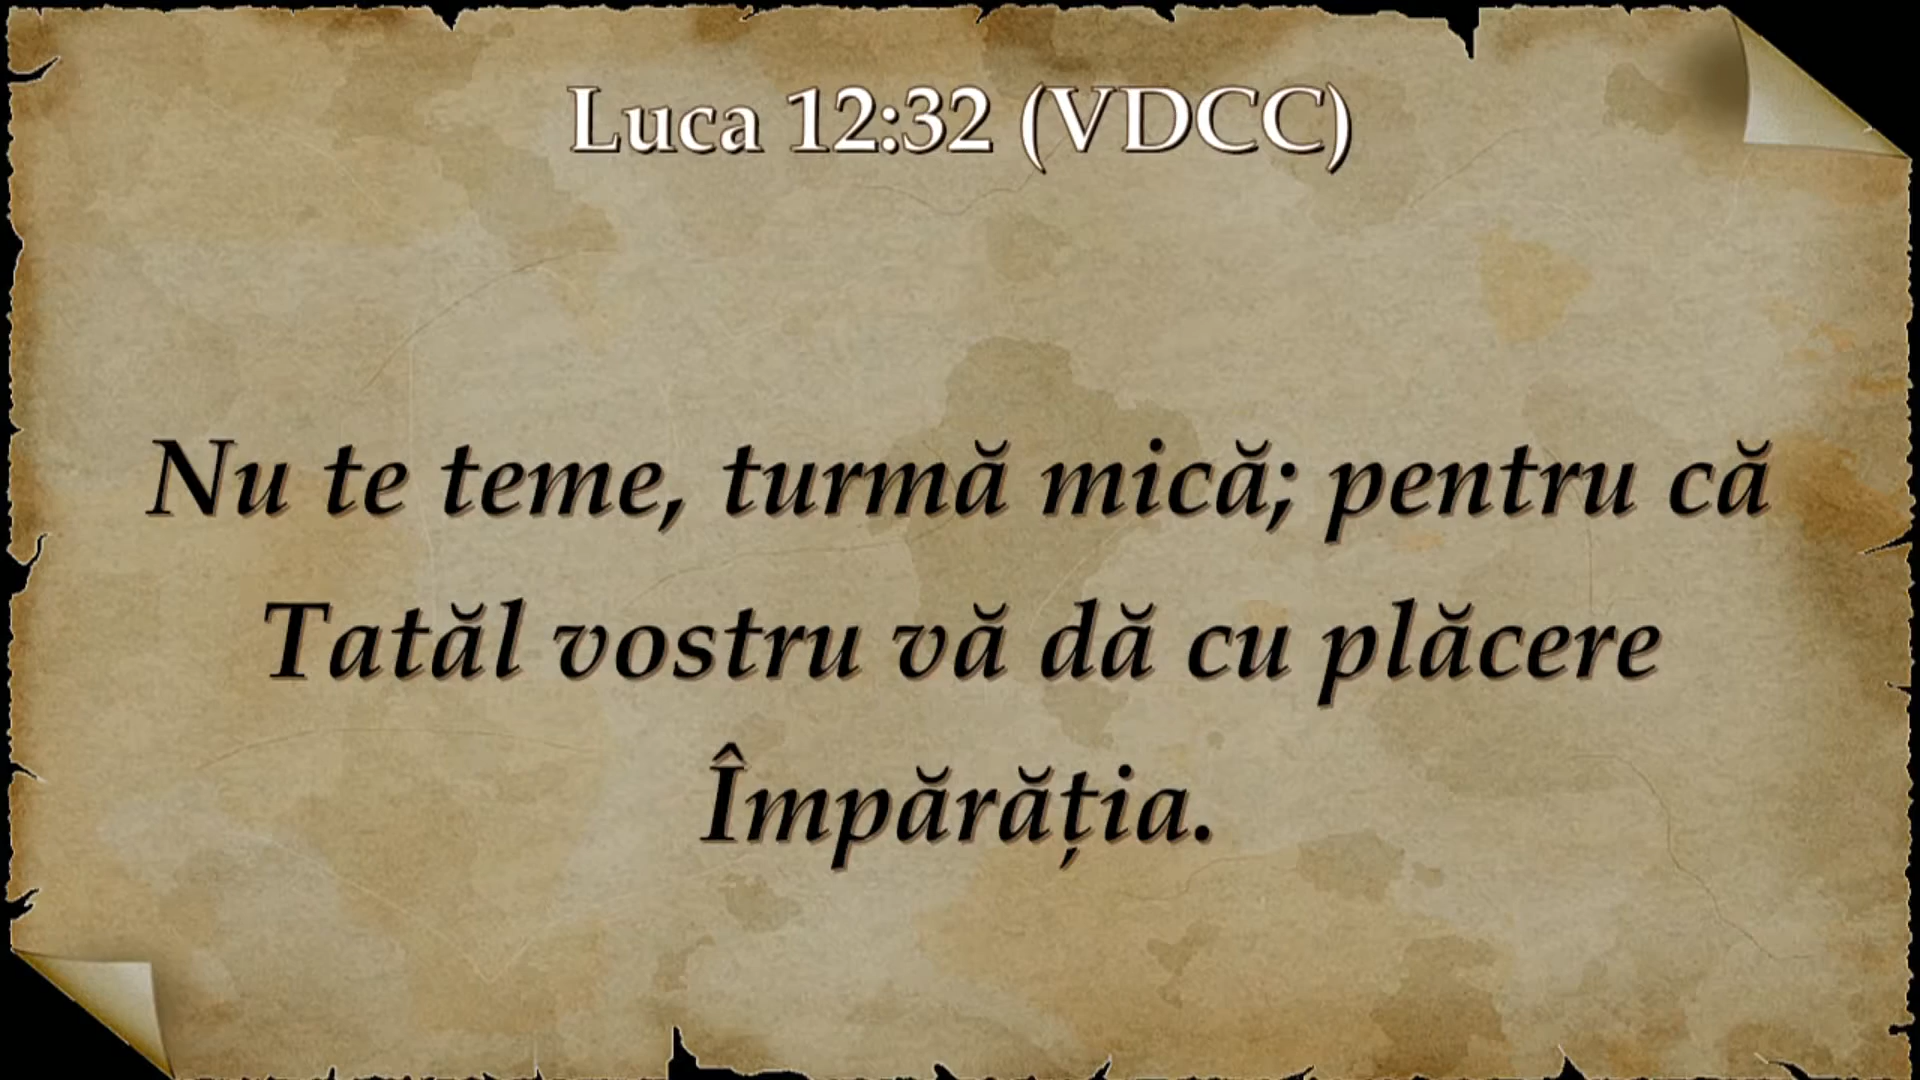 Luca 12:32 (VDCC)
Nu te teme, turmă mică; pentru că
Tatăl vostru vă dă cu plăcere
Împărăția.